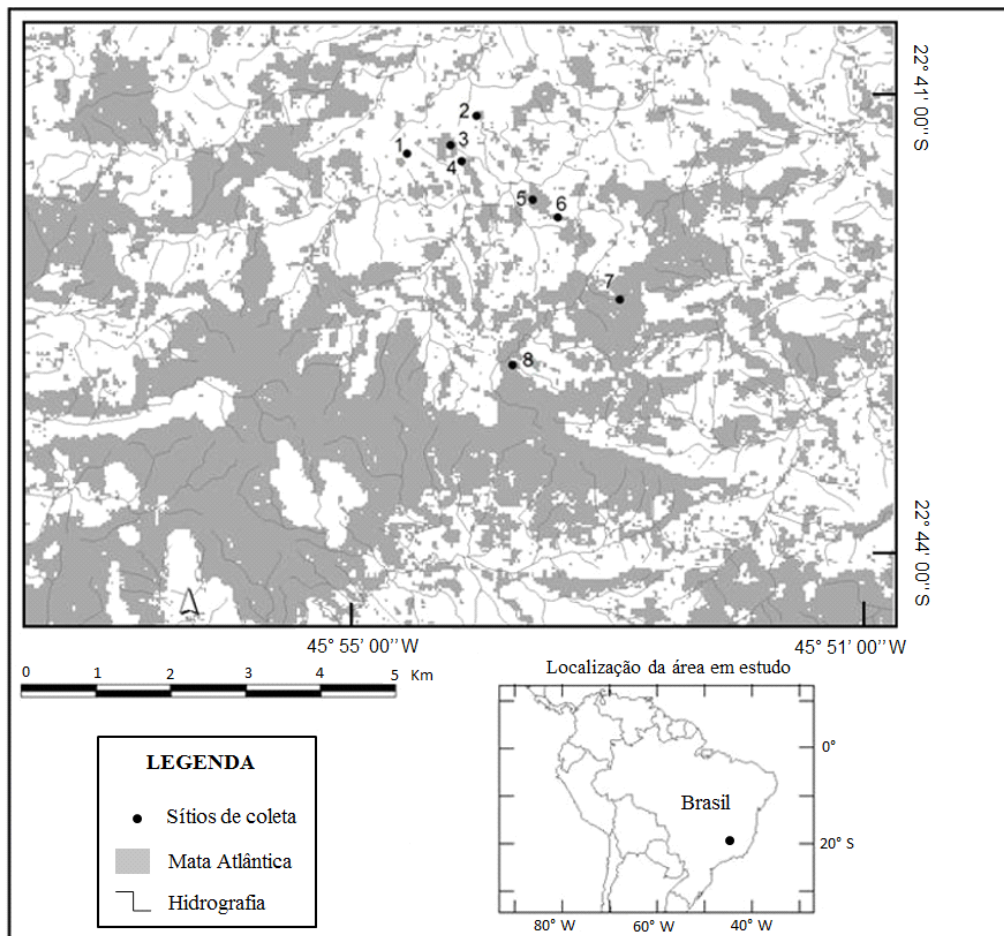 22° 41' 00'' S
2
1
3
4
5
6
7
8
22° 44' 00'' S
45° 55' 00'' W
45° 51' 00'' W
0 1 2 3 4 5 Km
Localização da área em estudo
LEGENDA
Sítios de coleta
Mata Atlântica
Hidrografia
Brasil
0°
20° S
80° W 60° W 40° W